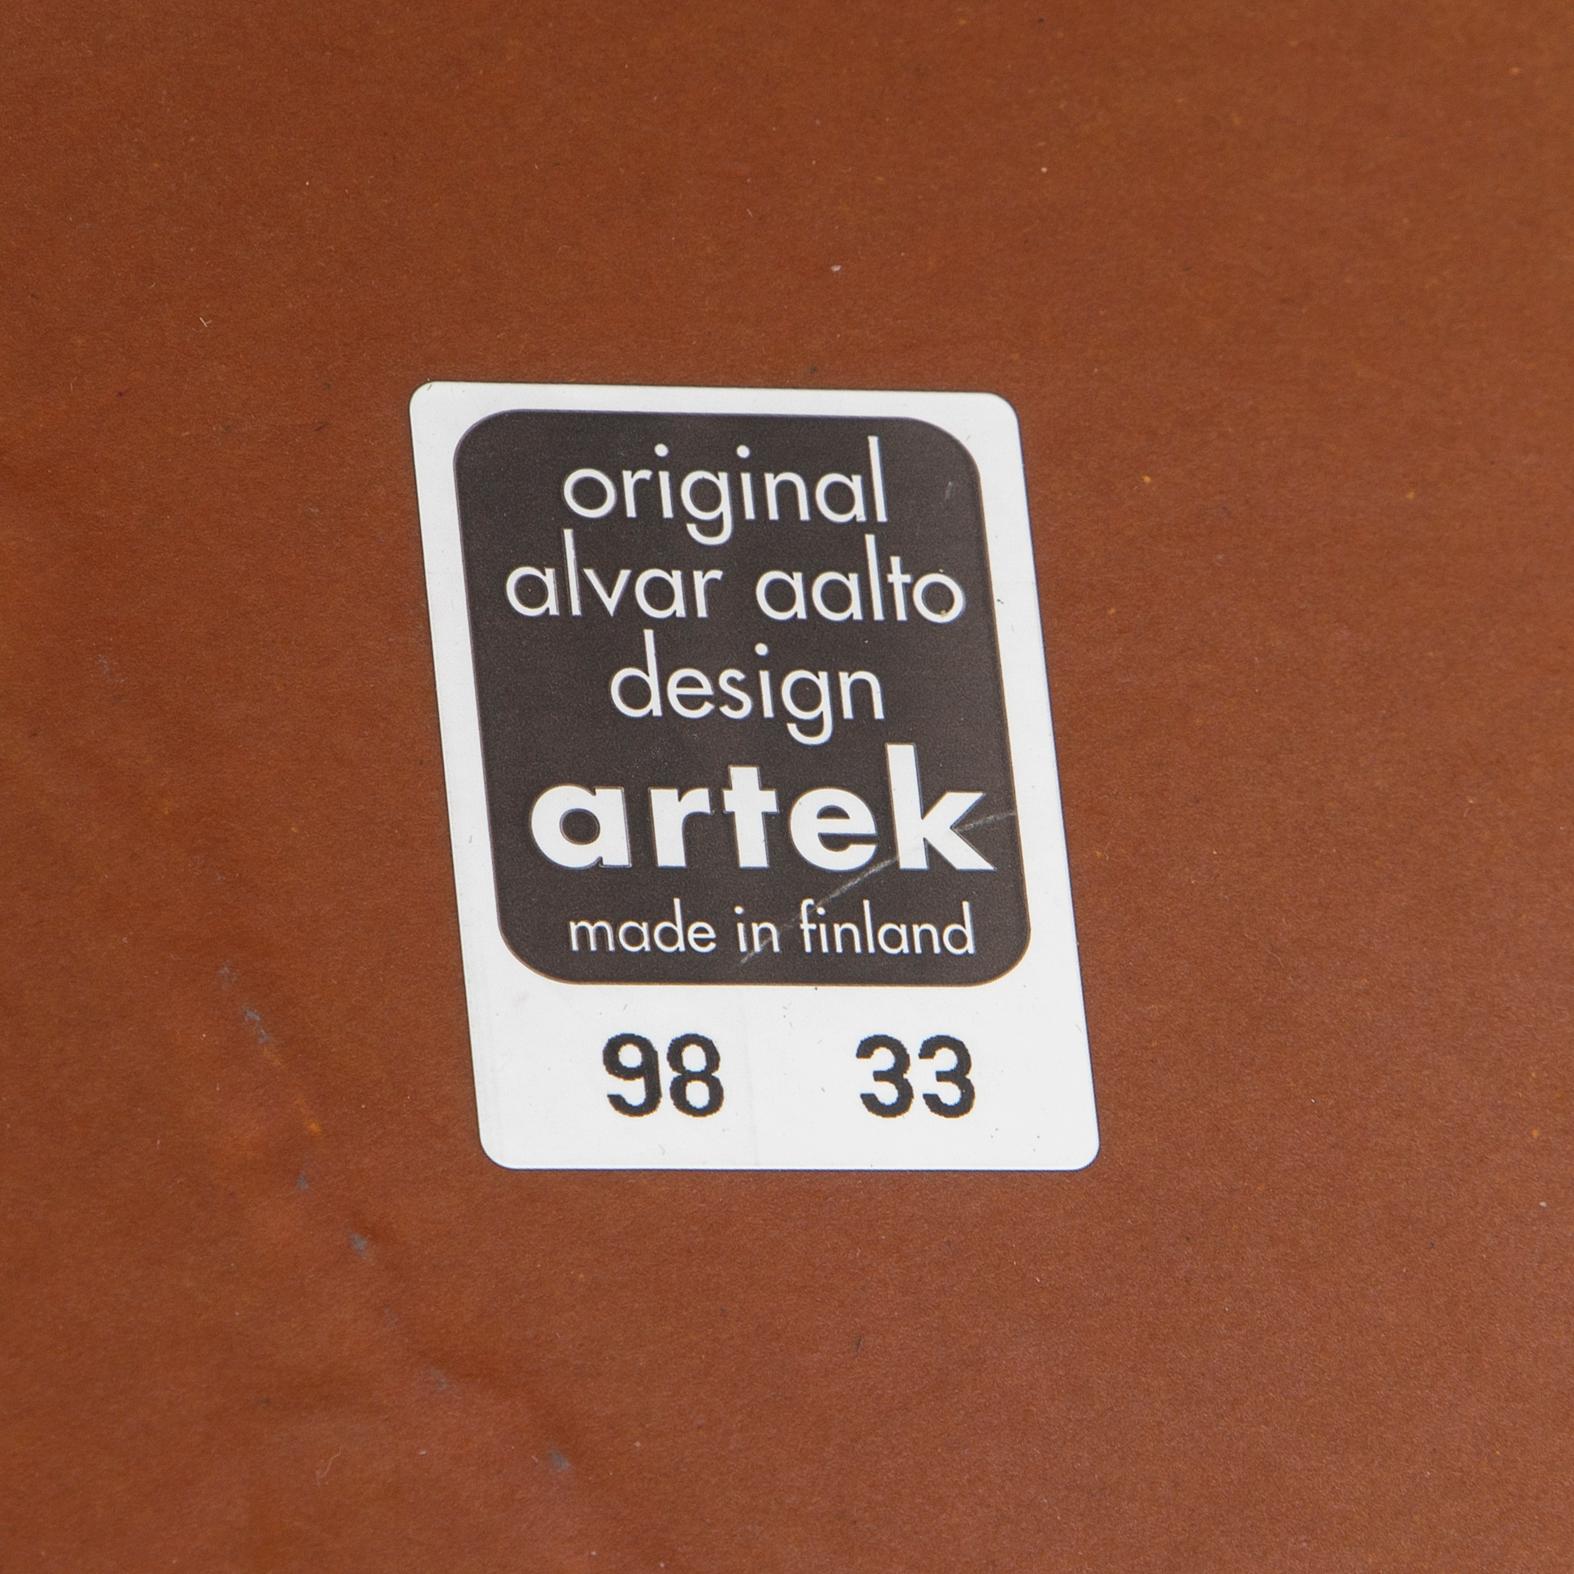 original
alvar aalto
design
artek
made in finland
98 33